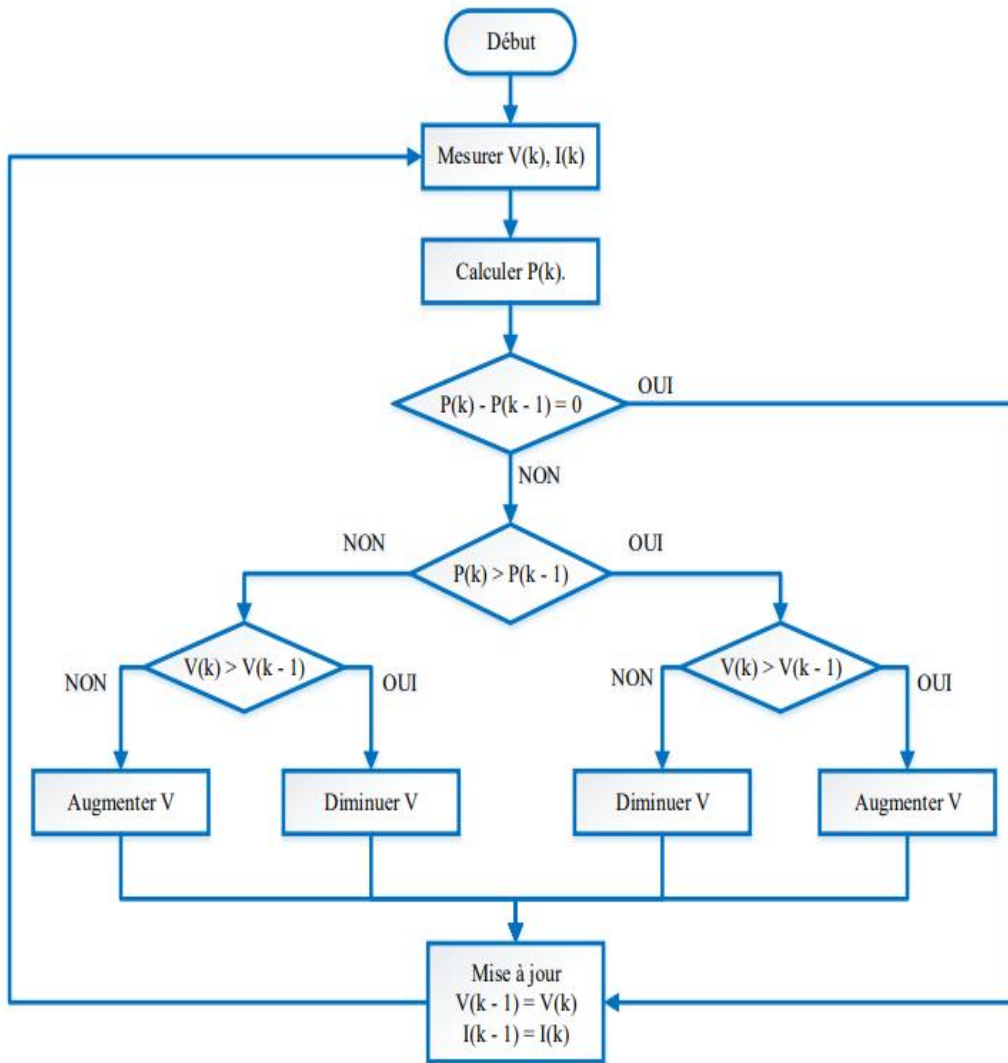 Début
Mesurer V(k), I(k)
Calculer P(k).
P(k) - P(k - 1) = 0
OUI
NON
NON
OUI
P(k) > P(k - 1)
V(k) > V(k - 1)
NON
OUI
V(k) > V(k - 1)
NON
OUI
Augmenter V
Diminuer V
Diminuer V
Augmenter V
Mise à jour
V(k - 1) = V(k)
I(k - 1) = I(k)